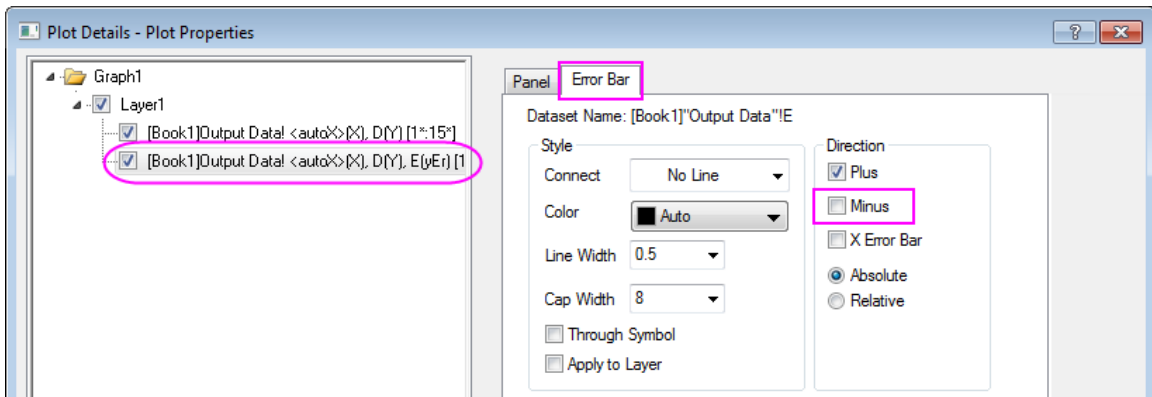 Plot Details - Plot Properties
Graph1
Layer1
[Book1]Output Data! <autoX>(X), D(Y) [1*:15*]
[Book1]Output Data! <autoX>(X), D(Y), E(yEr) [1
Panel
Error Bar
Dataset Name: [Book1]"Output Data"!E
Style
Connect
No Line
Color
Auto
Line Width
0.5
Cap Width
8
Through Symbol
Apply to Layer
Direction
Plus
Minus
X Error Bar
Absolute
Relative